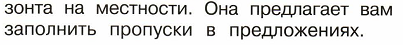 зонта на местности. Она предлагает вам
заполнить пропуски в предложениях.